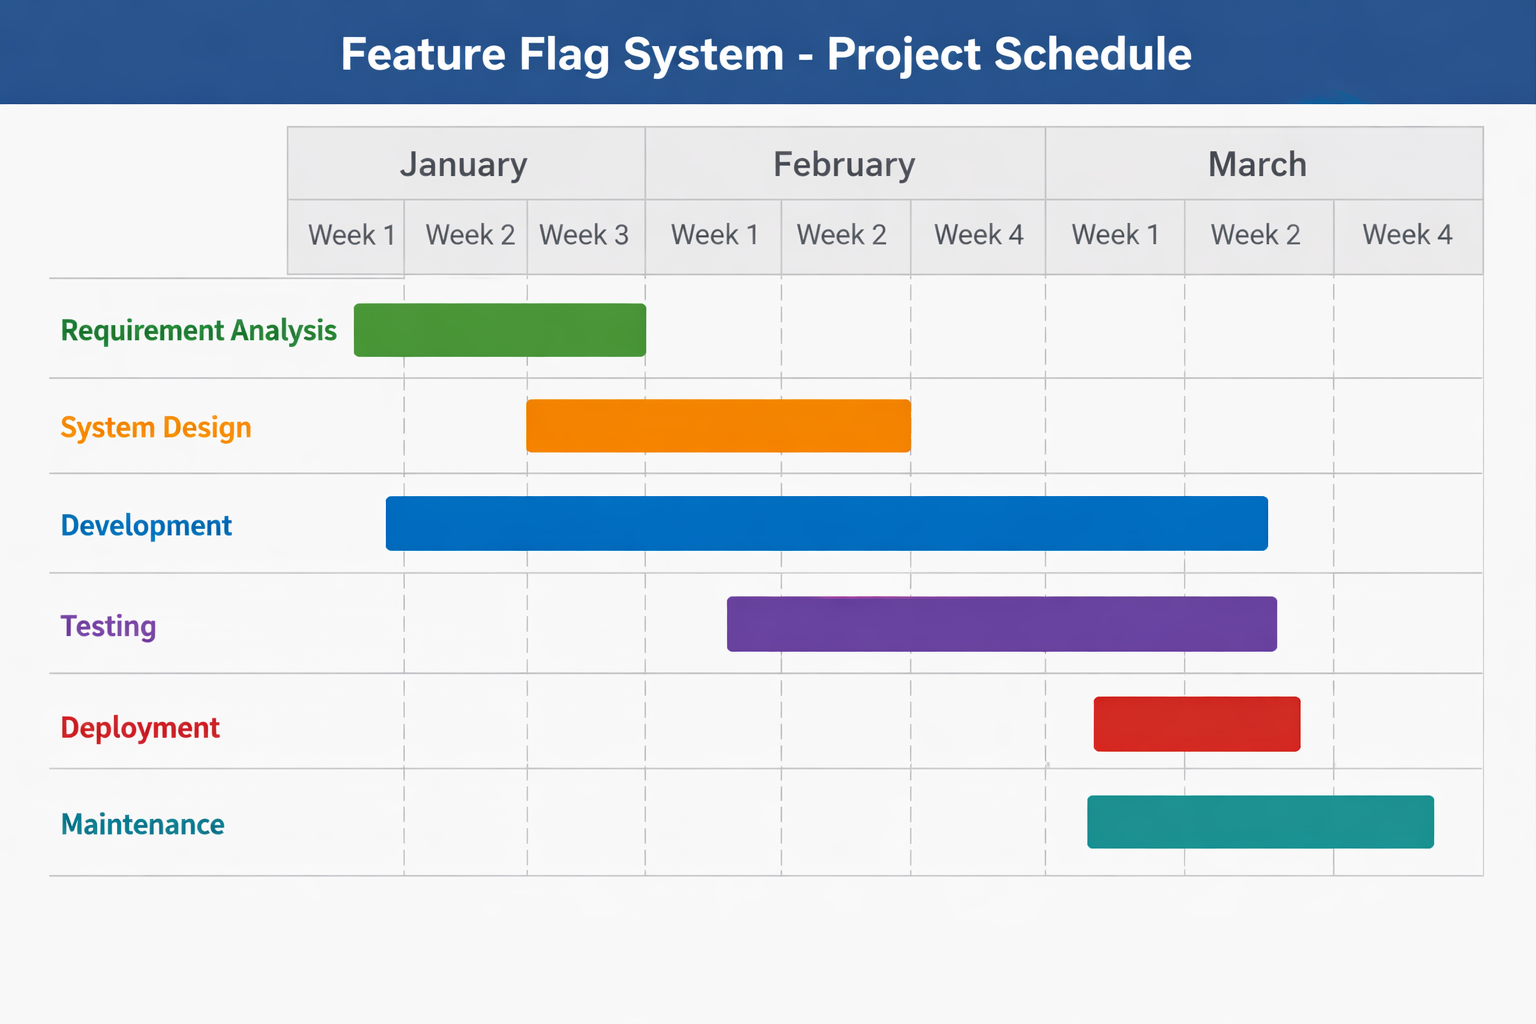 Feature Flag System - Project Schedule
January February March
Week 1 Week 2 Week 3 Week 1 Week 2 Week 4 Week 1 Week 2 Week 4
Requirement Analysis
System Design
Development
Testing
Deployment
Maintenance